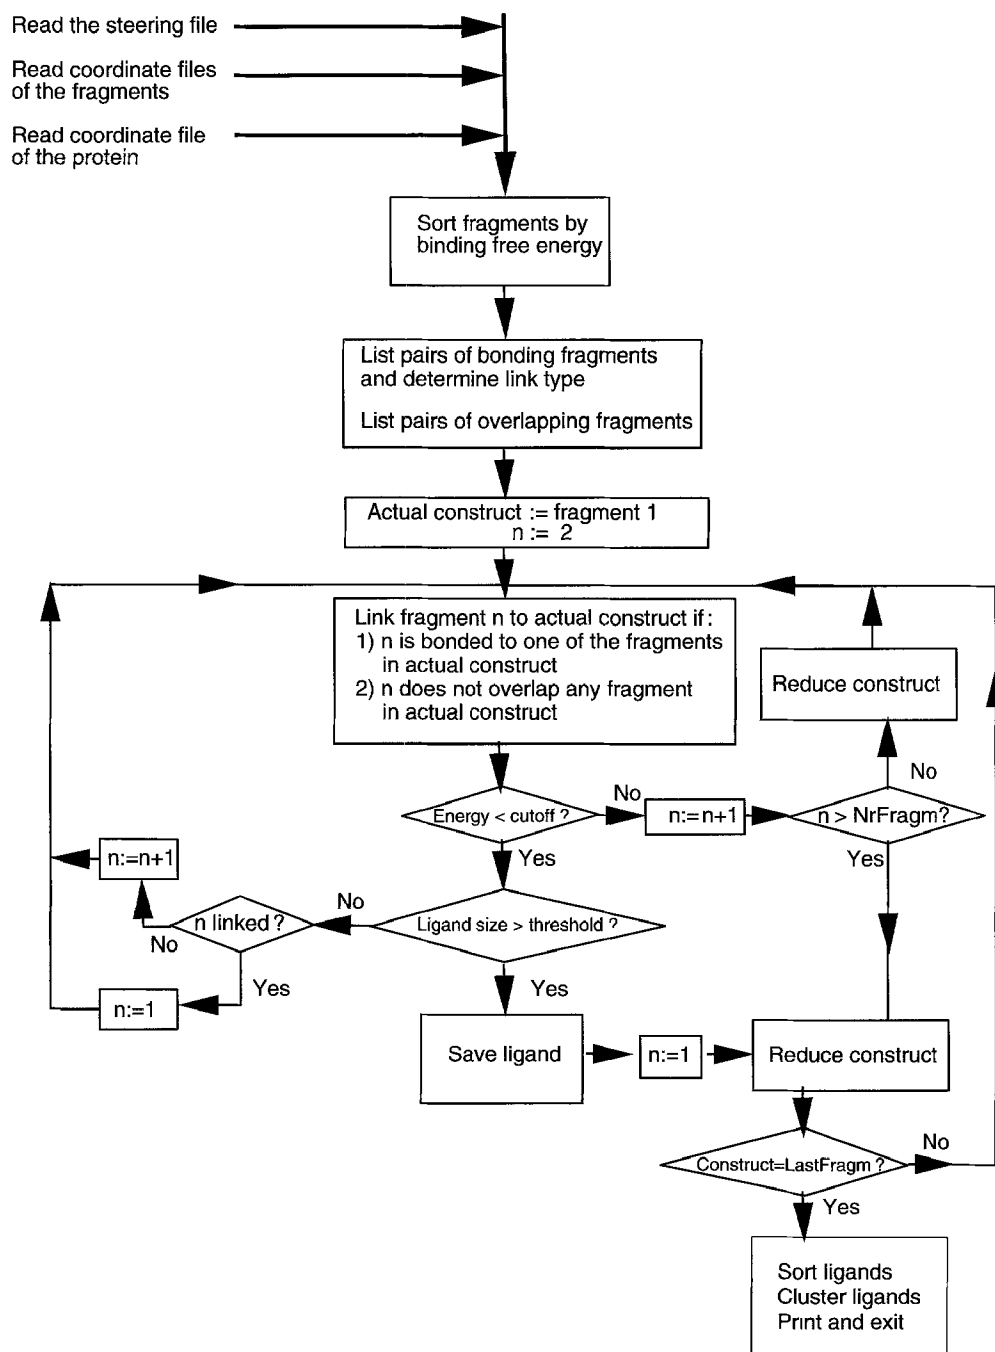 Read the steering file
Read coordinate files
of the fragments
Read coordinate file
of the protein
Sort fragments by
binding free energy
List pairs of bonding fragments
and determine link type
List pairs of overlapping fragments
Actual construct := fragment 1
n := 2
Link fragment n to actual construct if :
1) n is bonded to one of the fragments
in actual construct
2) n does not overlap any fragment
in actual construct
Reduce construct
No
Energy < cutoff ?
No
n:=n+1
n > NrFragm?
Yes
Yes
n:=n+1
No
n linked ?
No
Ligand size > threshold ?
Yes
n:=1
Yes
Save ligand
n:=1
Reduce construct
Construct=LastFragm ?
No
Yes
Sort ligands
Cluster ligands
Print and exit